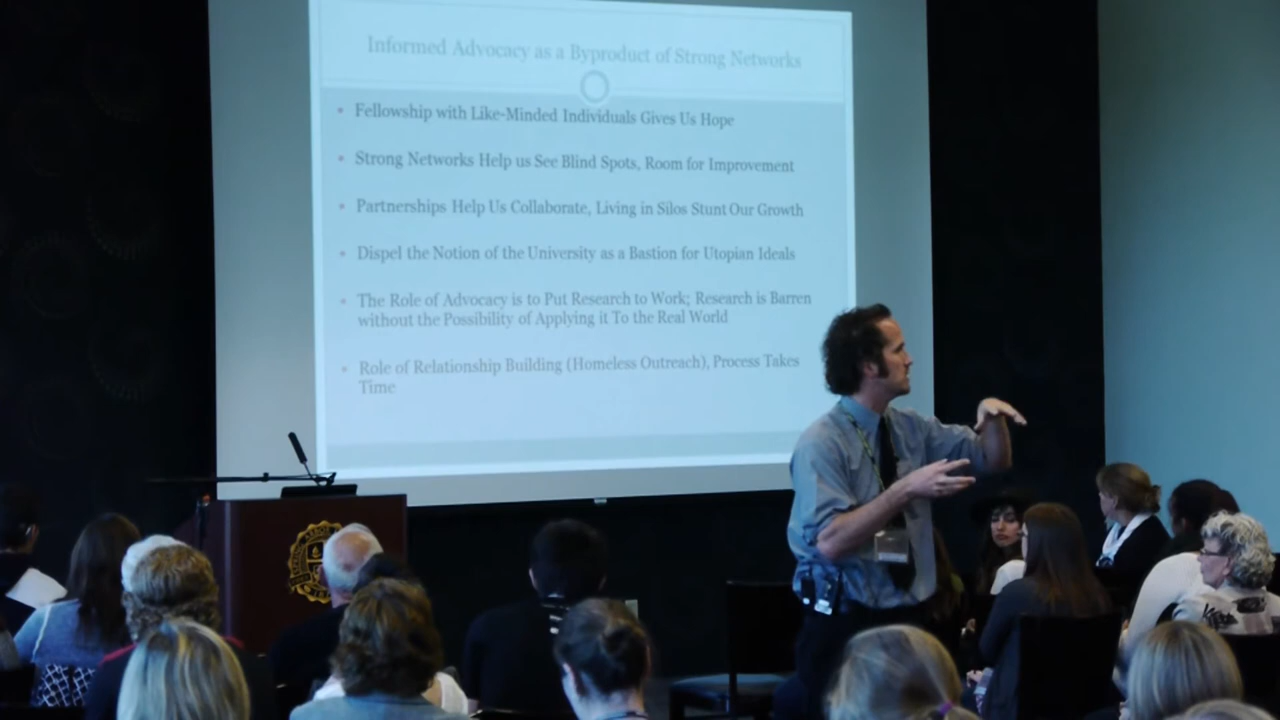 Informed Advocacy as a Byproduct of Strong Networks
• Fellowship with Like-Minded Individuals Gives Us Hope
• Strong Networks Help us See Blind Spots, Room for Improvement
• Partnerships Help Us Collaborate, Living in Silos Stunt Our Growth
• Dispel the Notion of the University as a Bastion for Utopian Ideals
• The Role of Advocacy is to Put Research to Work; Research is Barren
without the Possibility of Applying it To the Real World
• Role of Relationship Building (Homeless Outreach), Process Takes
Time